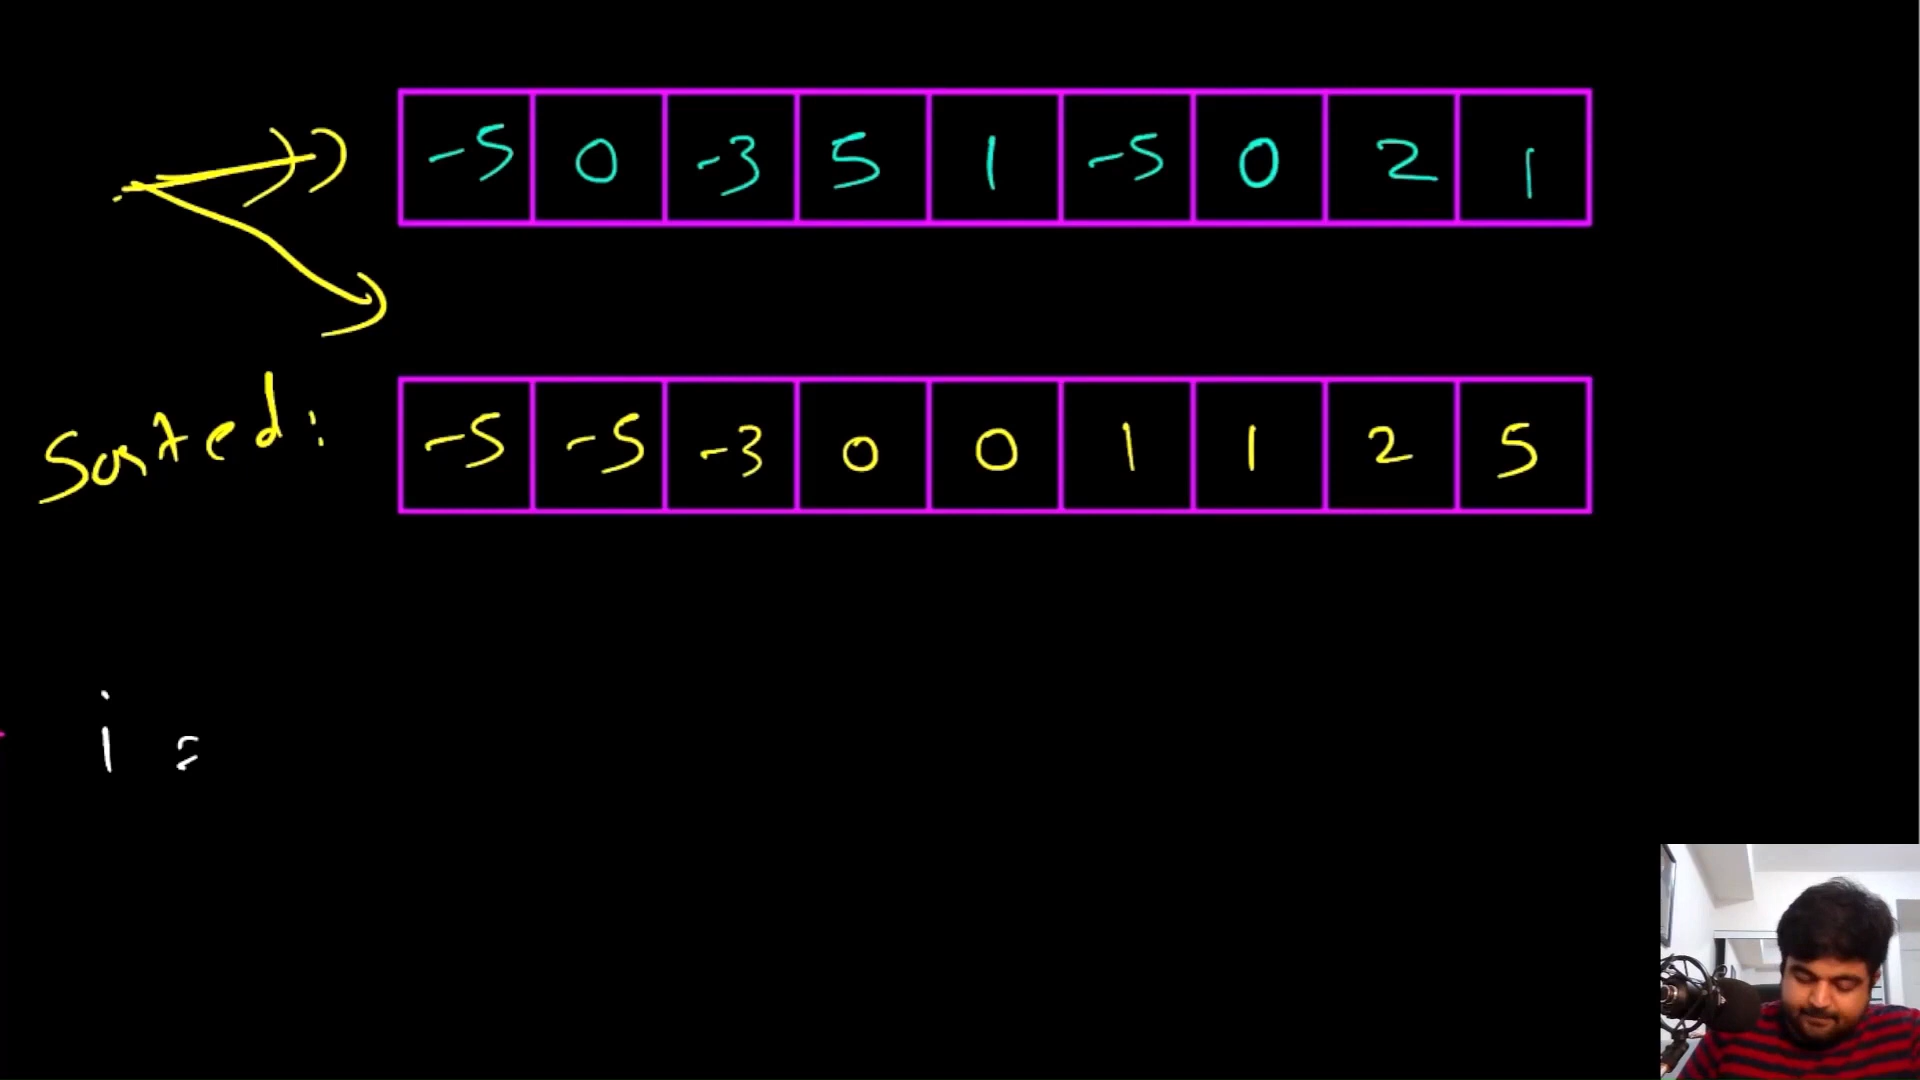 -5 0 -3 5 1 -5 0 2 1
Sorted: -5 -5 -3 0 0 1 1 2 5
i =